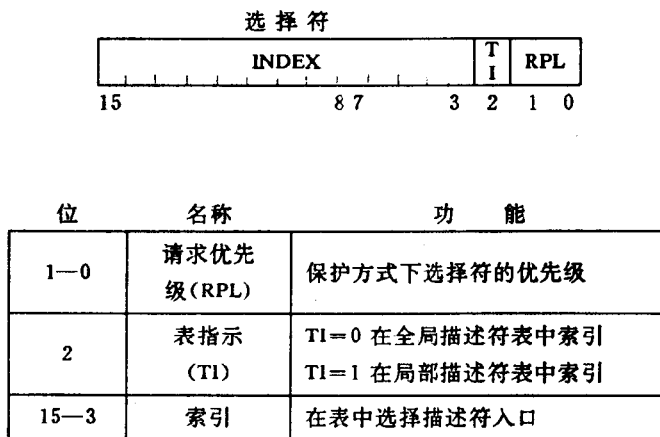 选择符
INDEX TI RPL
15 8 7 3 2 1 0
位 名称 功能
1—0 请求优先级(RPL) 保护方式下选择符的优先级
2 表指示(TI) TI=0 在全局描述符表中索引
TI=1 在局部描述符表中索引
15—3 索引 在表中选择描述符入口